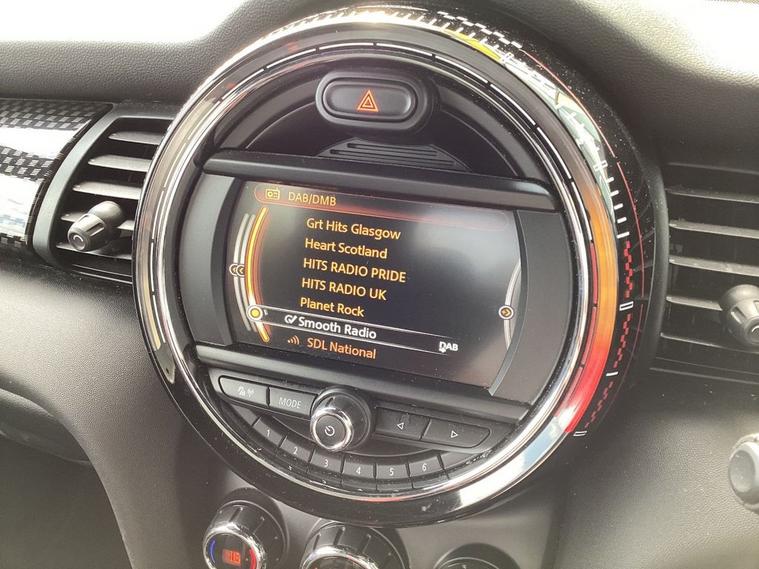 DAB/DMB
Grt Hits Glasgow
Heart Scotland
HITS RADIO PRIDE
HITS RADIO UK
Planet Rock
Smooth Radio DAB
SDL National
MODE
1 2 3 4 5 6